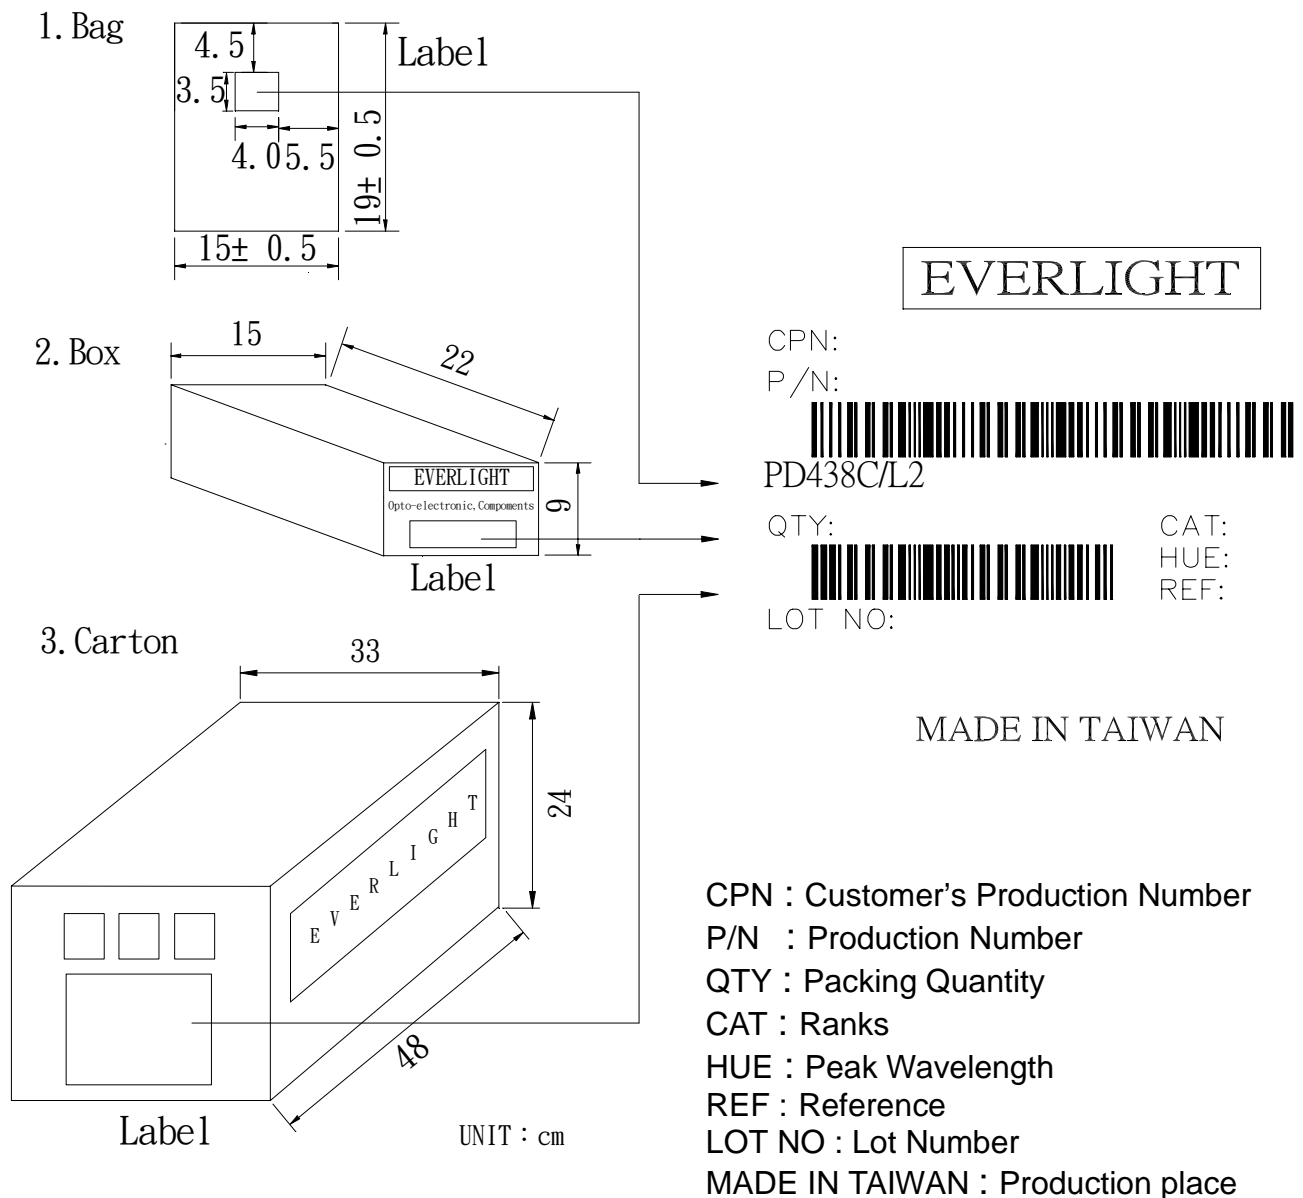 1. Bag
4.5
Label
3.5
4.0 5.5
19± 0.5
15± 0.5
2. Box
15
22
EVERLIGHT
Opto-electronic,Compoments
9
Label
3. Carton
33
24
EVERLIGHT
48
Label
UNIT：cm
EVERLIGHT
CPN:
P/N:
PD438C/L2
QTY:
CAT:
HUE:
REF:
LOT NO:
MADE IN TAIWAN
CPN：Customer's Production Number
P/N ：Production Number
QTY：Packing Quantity
CAT：Ranks
HUE：Peak Wavelength
REF : Reference
LOT NO : Lot Number
MADE IN TAIWAN：Production place